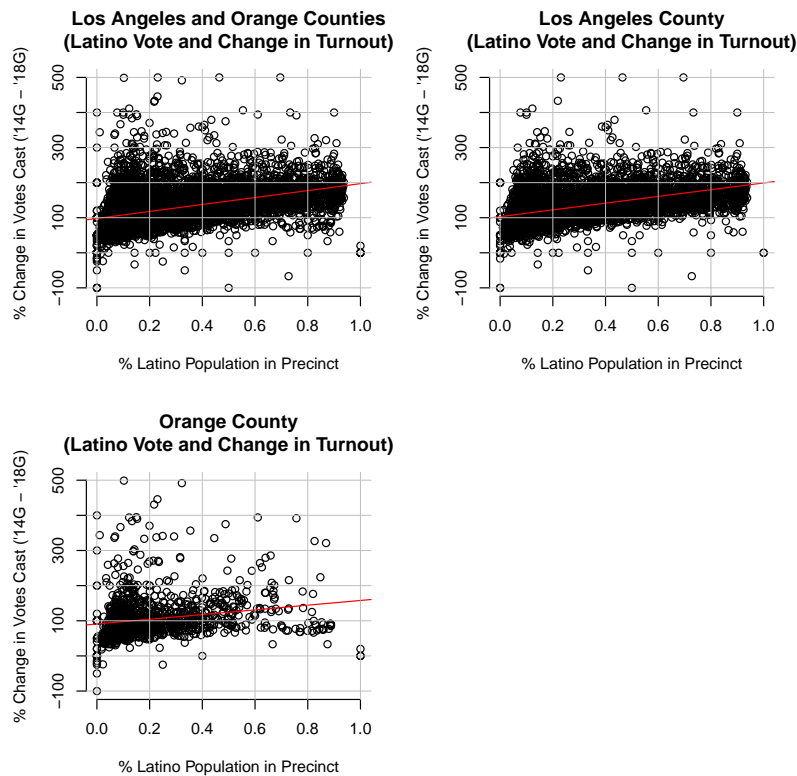 Los Angeles and Orange Counties
(Latino Vote and Change in Turnout)
% Change in Votes Cast ('14G − '18G)
500
300
100
−100
0.0 0.2 0.4 0.6 0.8 1.0
% Latino Population in Precinct
Los Angeles County
(Latino Vote and Change in Turnout)
% Change in Votes Cast ('14G − '18G)
500
300
100
−100
0.0 0.2 0.4 0.6 0.8 1.0
% Latino Population in Precinct
Orange County
(Latino Vote and Change in Turnout)
% Change in Votes Cast ('14G − '18G)
500
300
100
−100
0.0 0.2 0.4 0.6 0.8 1.0
% Latino Population in Precinct